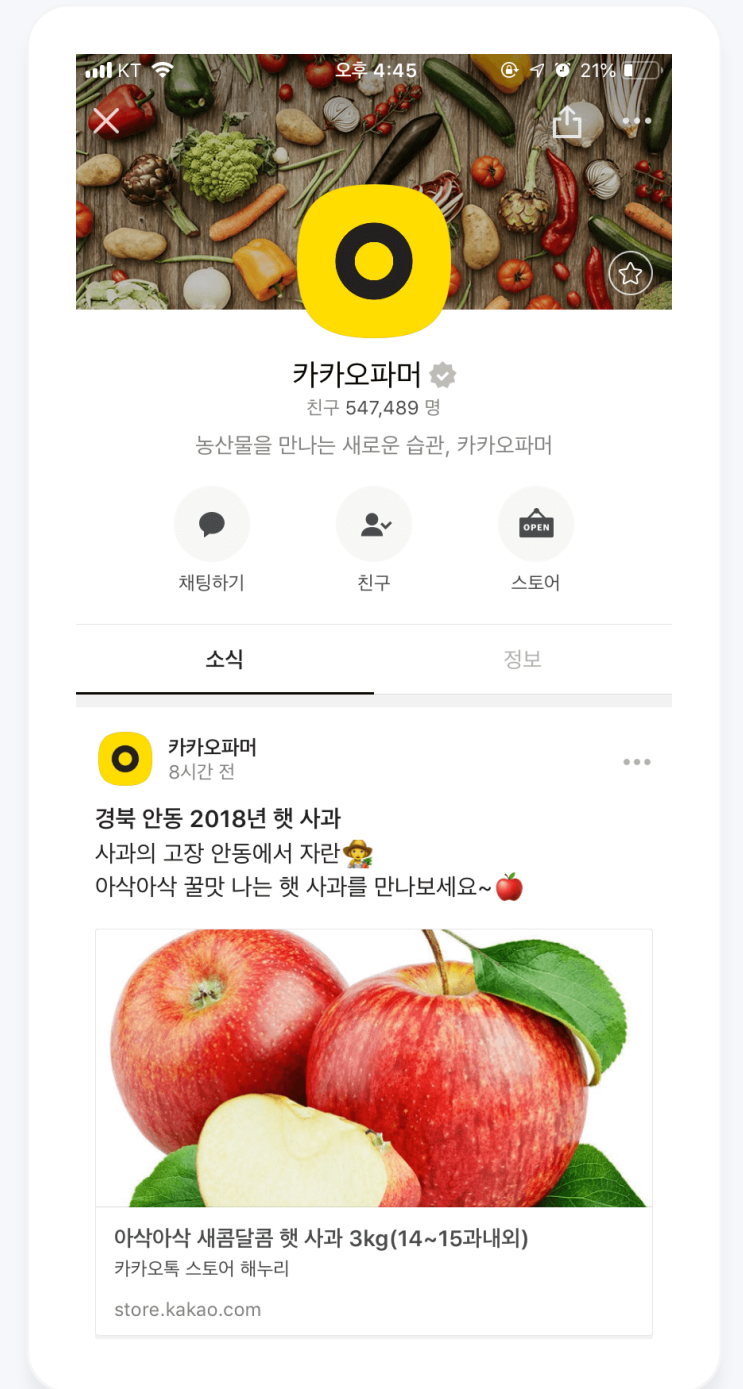 KT 오후 4:45 21%
카카오파머
친구 547,489 명
농산물을 만나는 새로운 습관, 카카오파머
OPEN
채팅하기 친구 스토어
소식 정보
카카오파머
8시간 전
경북 안동 2018년 햇 사과
사과의 고장 안동에서 자란🧑‍🌾
아삭아삭 꿀맛 나는 햇 사과를 만나보세요~🍎
아삭아삭 새콤달콤 햇 사과 3kg(14~15과내외)
카카오톡 스토어 해누리
store.kakao.com